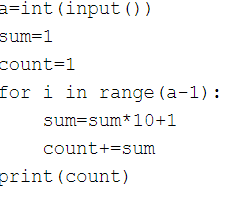 a=int(input())
sum=1
count=1
for i in range(a-1):
    sum=sum*10+1
    count+=sum
print(count)